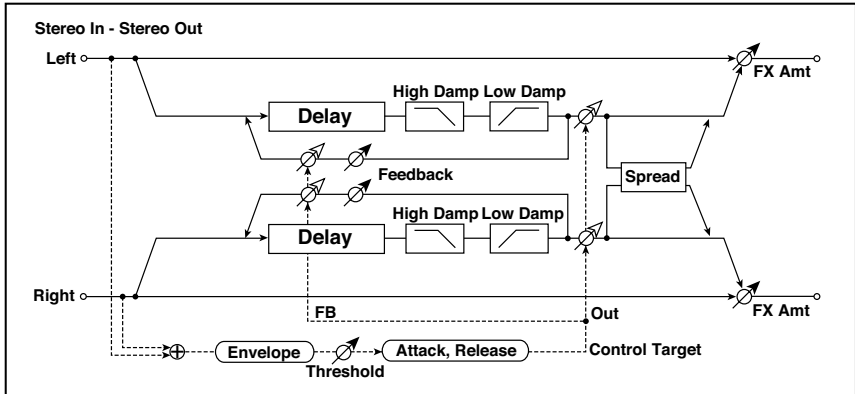 Stereo In - Stereo Out
Left
FX Amt
High Damp Low Damp
Delay
Feedback
Spread
High Damp Low Damp
Delay
Right
FB
Out
FX Amt
Envelope
Threshold
Attack, Release
Control Target